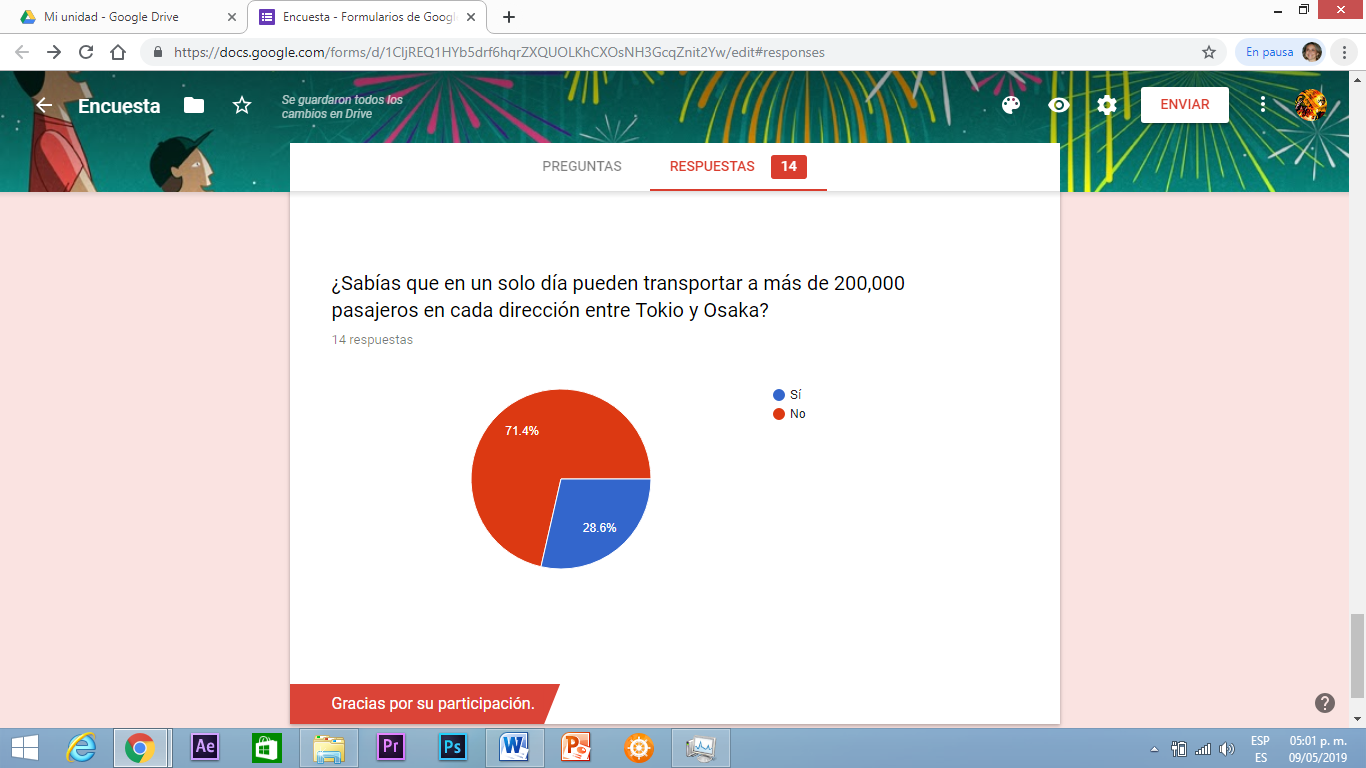 Mi unidad - Google Drive
Encuesta - Formularios de Googl
https://docs.google.com/forms/d/1CljREQ1HYb5drf6hqrZXQUOLKhCXOsNH3GcqZnit2Yw/edit#responses
En pausa
Encuesta
Se guardaron todos los
cambios en Drive
ENVIAR
PREGUNTAS
RESPUESTAS 14
¿Sabías que en un solo día pueden transportar a más de 200,000
pasajeros en cada dirección entre Tokio y Osaka?
14 respuestas
Sí
No
71.4%
28.6%
Gracias por su participación.
Ae
Pr
Ps
ESP
ES
05:01 p. m.
09/05/2019